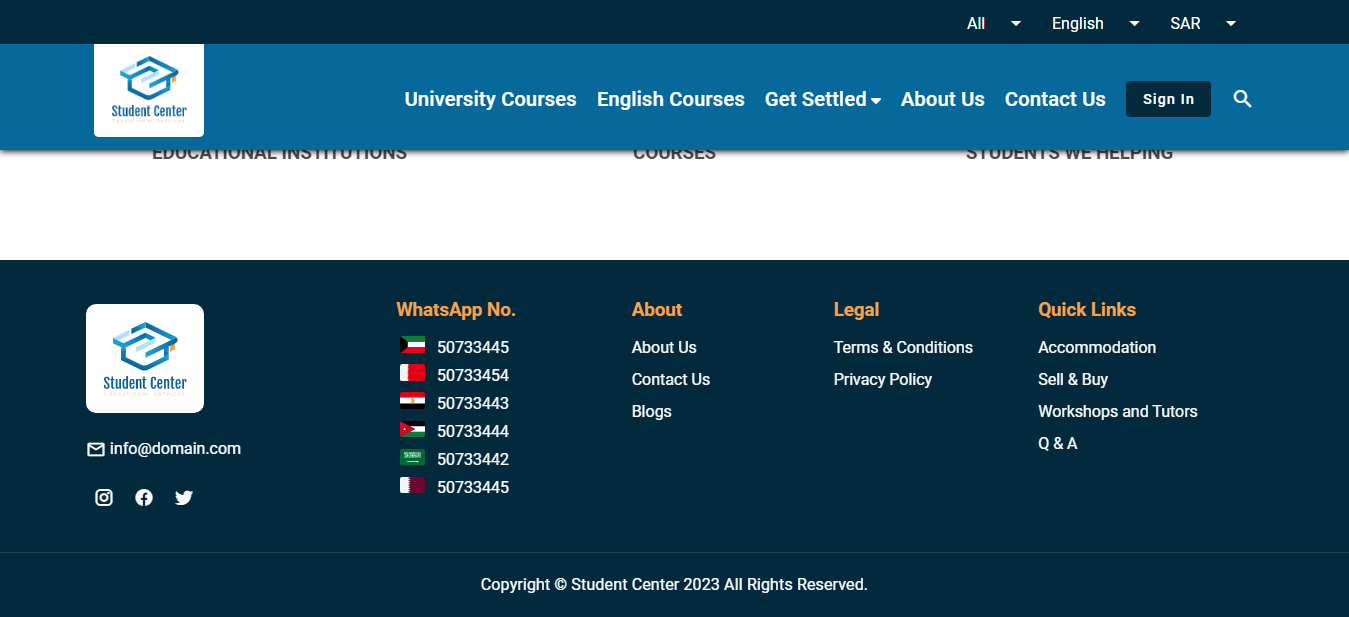 All English SAR
Student Center
Educational Services
University Courses English Courses Get Settled About Us Contact Us Sign In
EDUCATIONAL INSTITUTIONS COURSES STUDENTS WE HELPING
Student Center
Educational Services
info@domain.com
WhatsApp No.
50733445
50733454
50733443
50733444
50733442
50733445
About
About Us
Contact Us
Blogs
Legal
Terms & Conditions
Privacy Policy
Quick Links
Accommodation
Sell & Buy
Workshops and Tutors
Q & A
Copyright © Student Center 2023 All Rights Reserved.